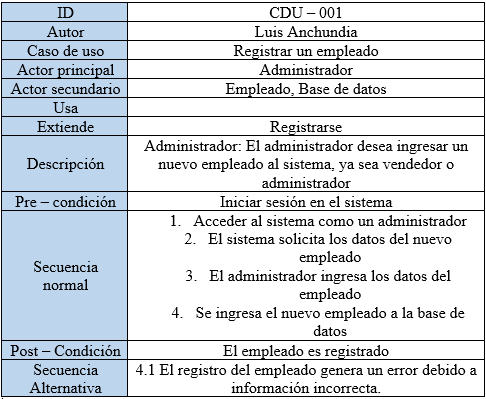 ID CDU – 001
Autor Luis Anchundia
Caso de uso Registrar un empleado
Actor principal Administrador
Actor secundario Empleado, Base de datos
Usa
Extiende Registrarse
Descripción
Administrador: El administrador desea ingresar un
nuevo empleado al sistema, ya sea vendedor o
administrador
Pre – condición Iniciar sesión en el sistema
Secuencia
normal
1. Acceder al sistema como un administrador
2. El sistema solicita los datos del nuevo
empleado
3. El administrador ingresa los datos del
empleado
4. Se ingresa el nuevo empleado a la base de
datos
Post – Condición El empleado es registrado
Secuencia
Alternativa
4.1 El registro del empleado genera un error debido a
información incorrecta.